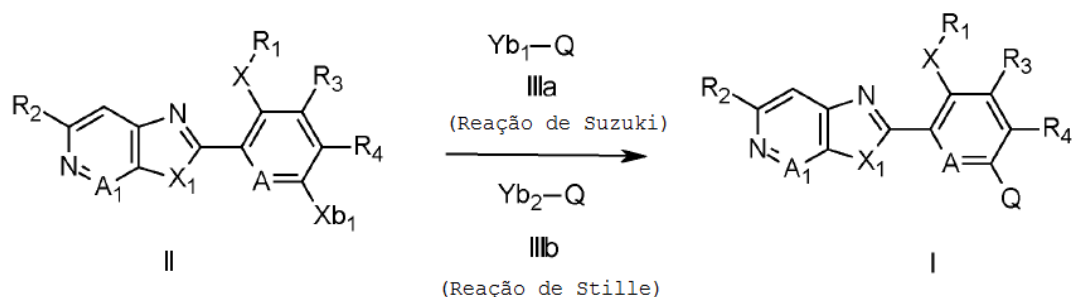 R₁
X
R₃
R₂
N
N
A₁
X₁
A
R₄
Xb₁
II
Yb₁–Q
IIIa
(Reação de Suzuki)
Yb₂–Q
IIIb
(Reação de Stille)
R₁
X
R₃
R₂
N
N
A₁
X₁
A
R₄
Q
I